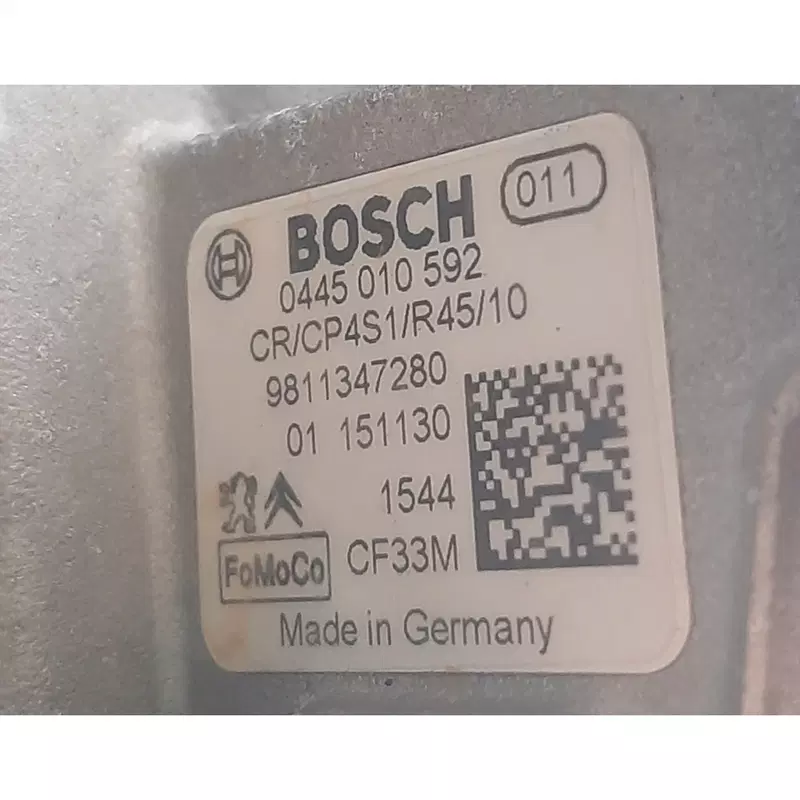 BOSCH 011
0445 010 592
CR/CP4S1/R45/10
9811347280
01 151130
1544
FoMoCo CF33M
Made in Germany